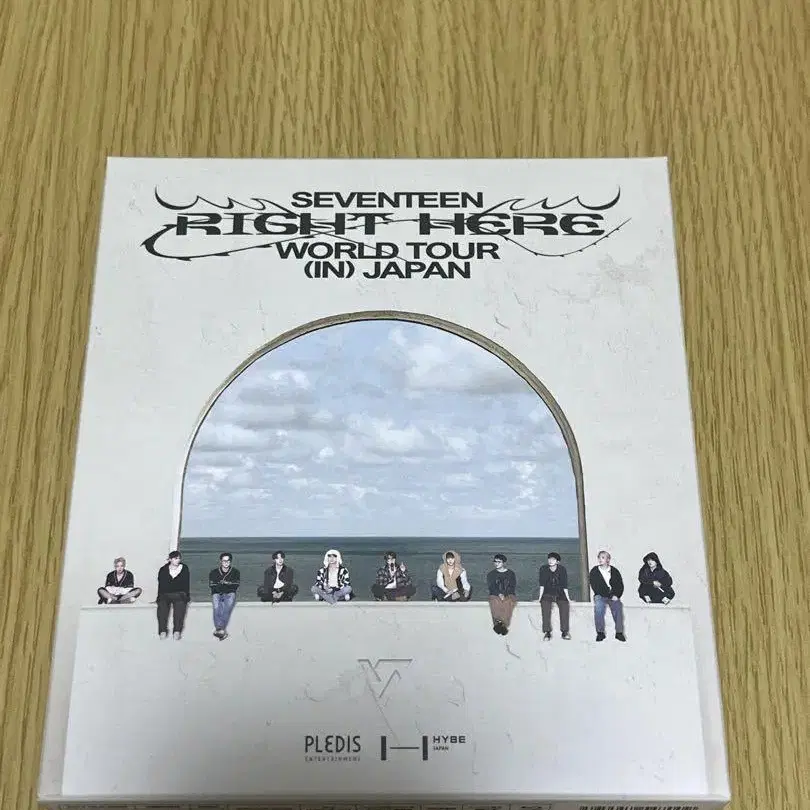 SEVENTEEN
RIGHT HERE
WORLD TOUR
(IN) JAPAN
PLEDIS
ENTERTAINMENT
HYBE
JAPAN